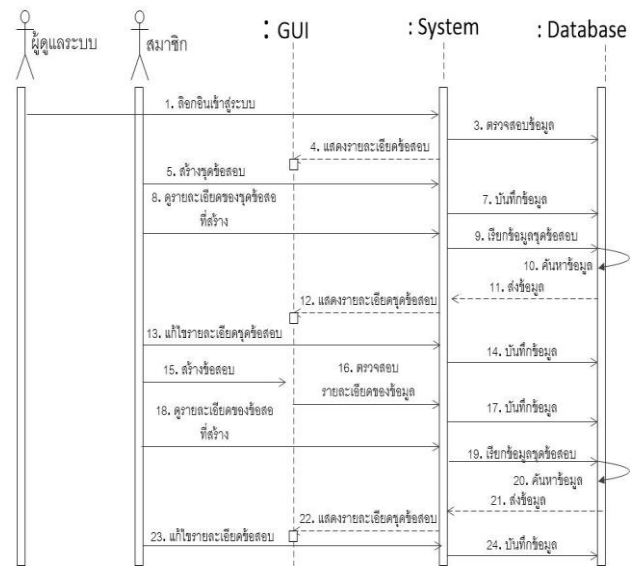 : GUI
: System
: Database
ผู้ดูแลระบบ
สมาชิก
1. ลิอกอินเข้าสู่ระบบ
3. ตรวจสอบข้อมูล
4. แสดงรายละเอียดข้อสอบ
5. สร้างชุดข้อสอบ
7. บันทึกข้อมูล
8. ดูรายละเอียดของชุดข้อสอ
ที่สร้าง
9. เรียกข้อมูลชุดข้อสอบ
10. ค้นหาข้อมูล
11. ส่งข้อมูล
12. แสดงรายละเอียดชุดข้อสอบ
13. แก้ไขรายละเอียดชุดข้อสอบ
14. บันทึกข้อมูล
15. สร้างข้อสอบ
16. ตรวจสอบ
รายละเอียดของข้อมูล
17. บันทึกข้อมูล
18. ดูรายละเอียดของข้อสอ
ที่สร้าง
19. เรียกข้อมูลชุดข้อสอบ
20. ค้นหาข้อมูล
21. ส่งข้อมูล
22. แสดงรายละเอียดชุดข้อสอบ
23. แก้ไขรายละเอียดข้อสอบ
24. บันทึกข้อมูล